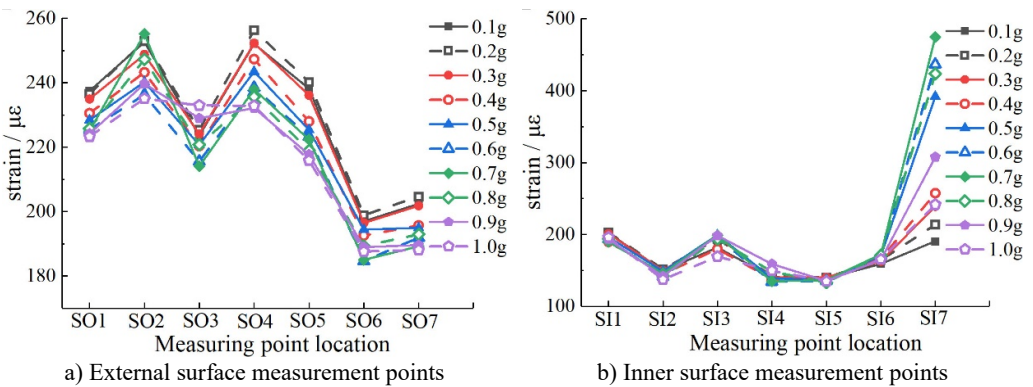 260
240
220
200
180
strain / με
SO1 SO2 SO3 SO4 SO5 SO6 SO7
Measuring point location
0.1g
0.2g
0.3g
0.4g
0.5g
0.6g
0.7g
0.8g
0.9g
1.0g
a) External surface measurement points
500
400
300
200
100
strain / με
SI1 SI2 SI3 SI4 SI5 SI6 SI7
Measuring point location
0.1g
0.2g
0.3g
0.4g
0.5g
0.6g
0.7g
0.8g
0.9g
1.0g
b) Inner surface measurement points